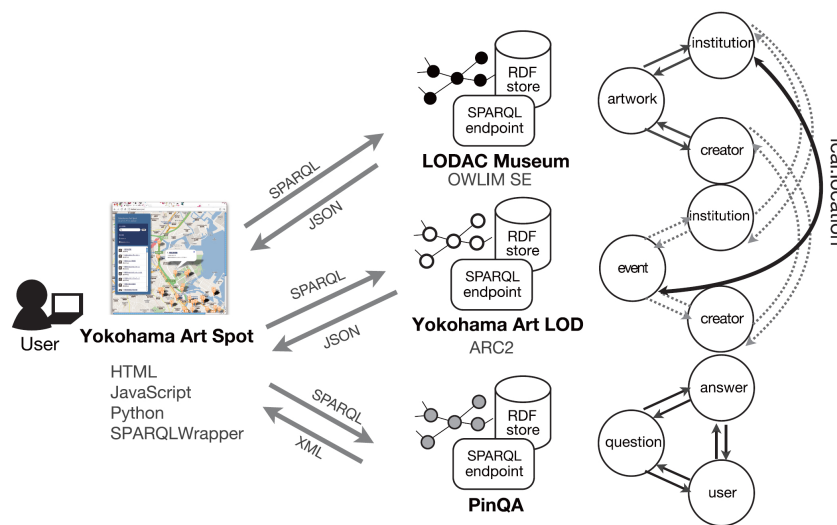 RDF
store
SPARQL
endpoint
LODAC Museum
OWLIM SE
institution
artwork
creator
SPARQL
JSON
User
Yokohama Art Spot
HTML
JavaScript
Python
SPARQLWrapper
SPARQL
JSON
RDF
store
SPARQL
endpoint
Yokohama Art LOD
ARC2
institution
event
creator
SPARQL
XML
RDF
store
SPARQL
endpoint
PinQA
answer
question
user